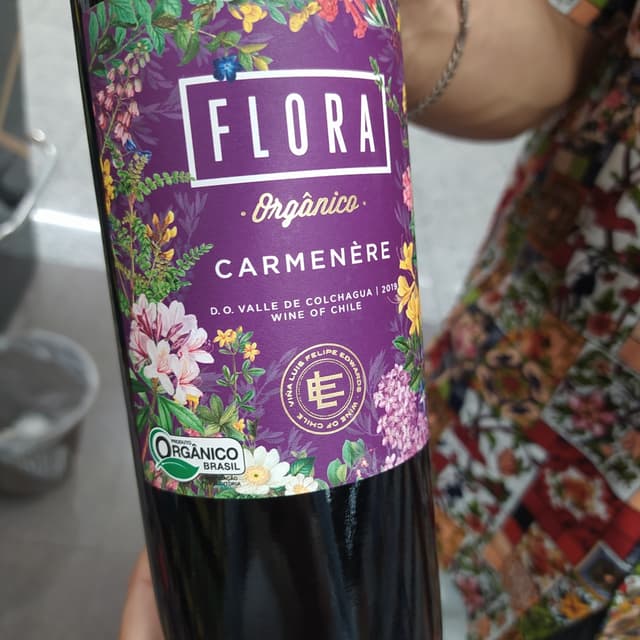 FLORA
Orgânico
CARMENÈRE
D.O. VALLE DE COLCHAGUA | 2019
WINE OF CHILE
VIÑA LUIS FELIPE EDWARDS
WINE OF CHILE
PRODUTO
ORGÂNICO
BRASIL